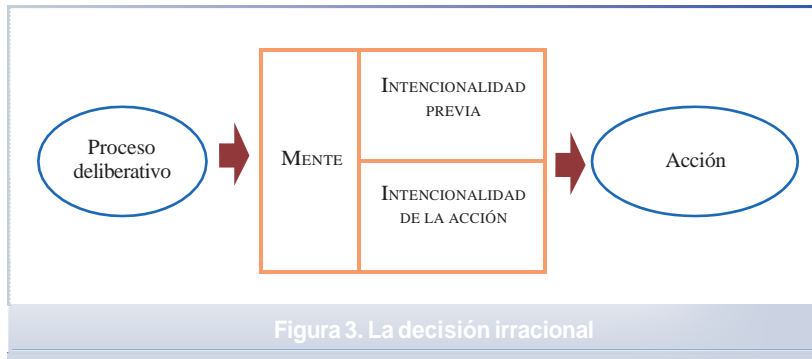 Proceso
deliberativo
MENTE
INTENCIONALIDAD
PREVIA
INTENCIONALIDAD
DE LA ACCIÓN
Acción
Figura 3. La decisión irracional